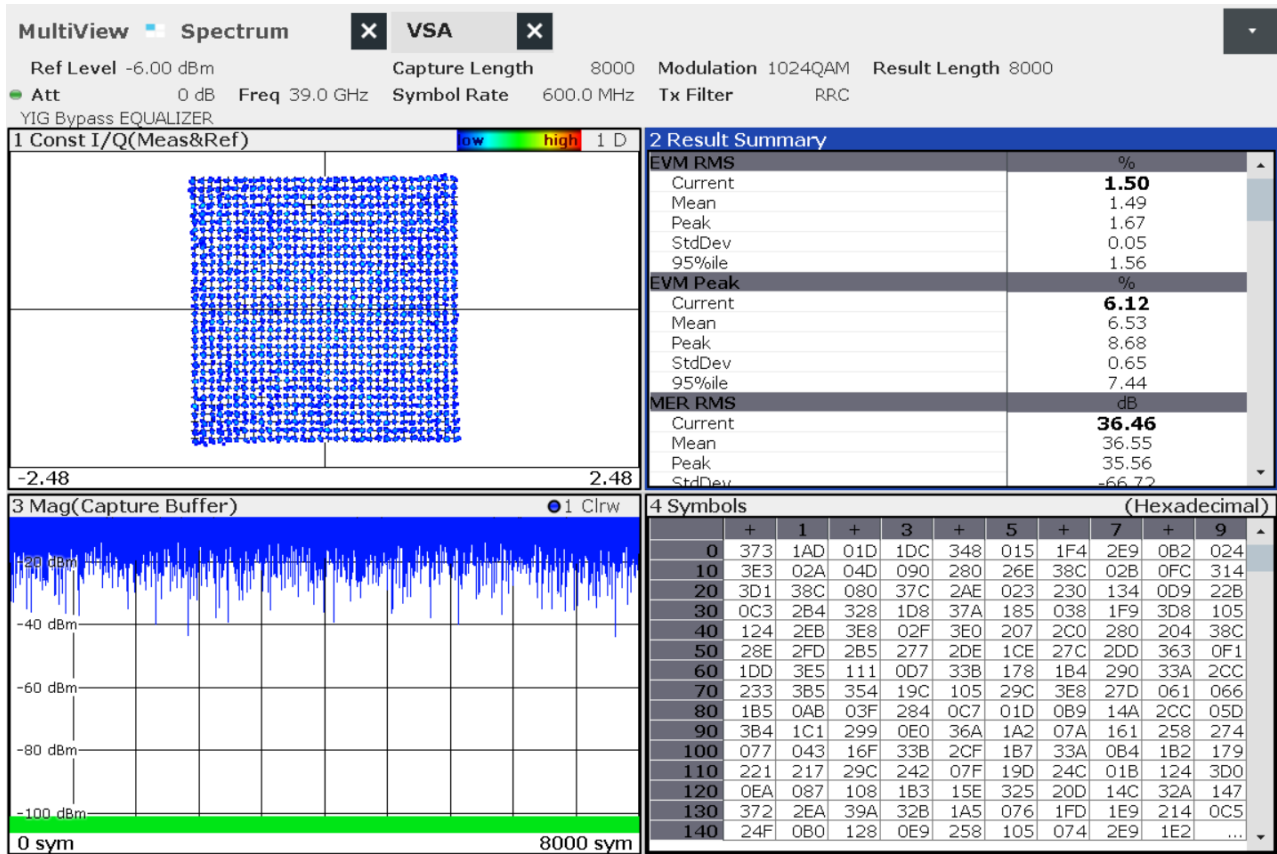 MultiView Spectrum X VSA X
Ref Level -6.00 dBm Capture Length 8000 Modulation 1024QAM Result Length 8000
Att 0 dB Freq 39.0 GHz Symbol Rate 600.0 MHz Tx Filter RRC
YIG Bypass EQUALIZER
1 Const I/Q(Meas&Ref) low high 1 D
-2.48 2.48
2 Result Summary
EVM RMS %
Current 1.50
Mean 1.49
Peak 1.67
StdDev 0.05
95%ile 1.56
EVM Peak %
Current 6.12
Mean 6.53
Peak 8.68
StdDev 0.65
95%ile 7.44
MER RMS dB
Current 36.46
Mean 36.55
Peak 35.56
StdDev -66.72
3 Mag(Capture Buffer) 1 Clrw
-20 dBm
-40 dBm
-60 dBm
-80 dBm
-100 dBm
0 sym 8000 sym
4 Symbols (Hexadecimal)
+ 1 + 3 + 5 + 7 + 9
0 373 1AD 01D 1DC 348 015 1F4 2E9 0B2 024
10 3E3 02A 04D 090 280 26E 38C 02B 0FC 314
20 3D1 38C 080 37C 2AE 023 230 134 0D9 22B
30 0C3 2B4 328 1D8 37A 185 038 1F9 3D8 105
40 124 2EB 3E8 02F 3E0 207 2C0 280 204 38C
50 28E 2FD 2B5 277 2DE 1CE 27C 2DD 363 0F1
60 1DD 3E5 111 0D7 33B 178 1B4 290 33A 2CC
70 233 3B5 354 19C 105 29C 3E8 27D 061 066
80 1B5 0AB 03F 284 0C7 01D 0B9 14A 2CC 05D
90 3B4 1C1 299 0E0 36A 1A2 07A 161 258 274
100 077 043 16F 33B 2CF 1B7 33A 0B4 1B2 179
110 221 217 29C 242 07F 19D 24C 01B 124 3D0
120 0EA 087 108 1B3 15E 325 20D 14C 32A 147
130 372 2EA 39A 32B 1A5 076 1FD 1E9 214 0C5
140 24F 0B0 128 0E9 258 105 074 2E9 1E2 ...